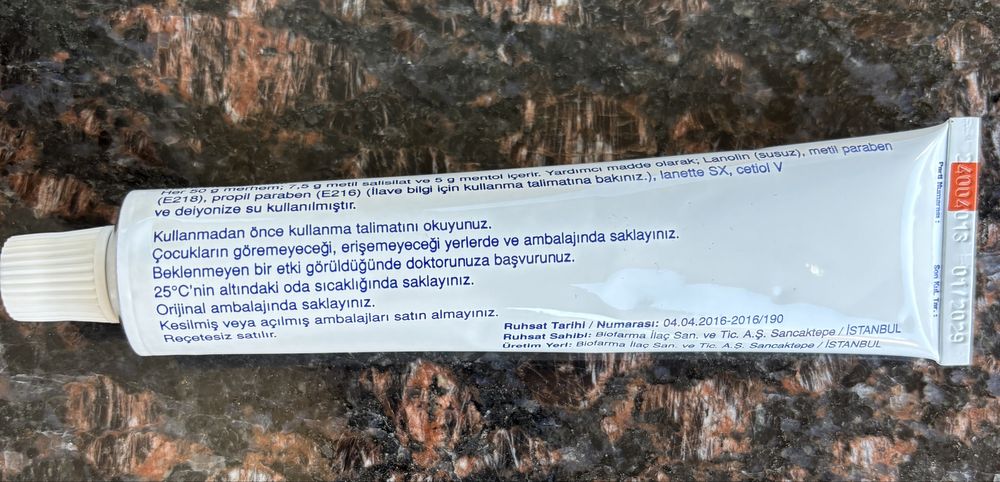 Her 50 g merhem; 7,5 g metil salisilat ve 5 g mentol içerir. Yardımcı madde olarak; Lanolin (susuz), metil paraben
(E218), propil paraben (E216) (İlave bilgi için kullanma talimatına bakınız.), lanette SX, cetiol V
ve deiyonize su kullanılmıştır.
Kullanmadan önce kullanma talimatını okuyunuz.
Çocukların göremeyeceği, erişemeyeceği yerlerde ve ambalajında saklayınız.
Beklenmeyen bir etki görüldüğünde doktorunuza başvurunuz.
25°C'nin altındaki oda sıcaklığında saklayınız.
Orijinal ambalajında saklayınız.
Kesilmiş veya açılmış ambalajları satın almayınız.
Reçetesiz satılır.
Ruhsat Tarihi / Numarası: 04.04.2016-2016/190
Ruhsat Sahibi: Biofarma İlaç San. ve Tic. A.Ş. Sancaktepe / İSTANBUL
Üretim Yeri: Biofarma İlaç San. ve Tic. A.Ş. Sancaktepe / İSTANBUL
Parti Numarası:
Son Kul. Tar.:
01 2029